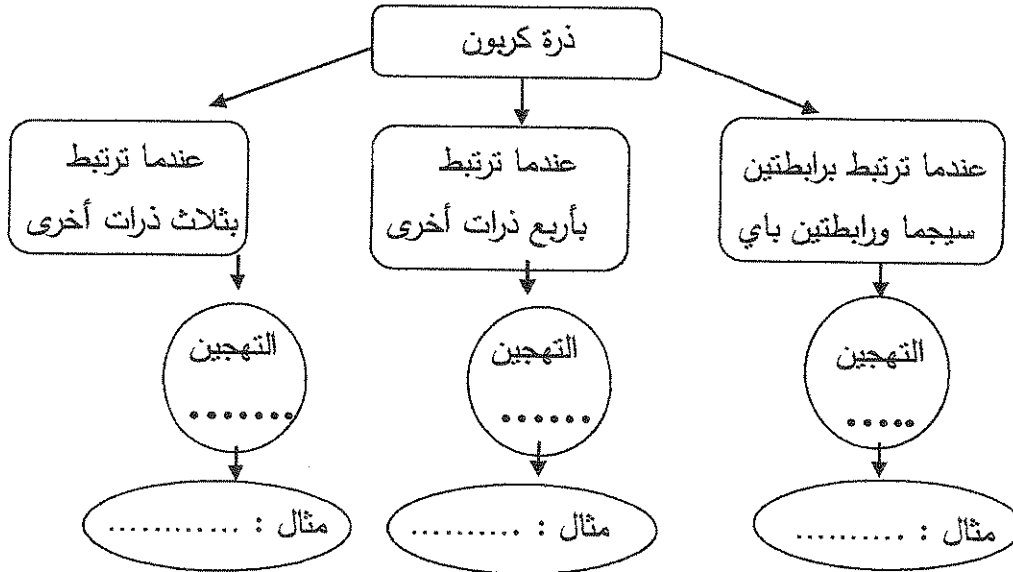 ذرة كربون
عندما ترتبط برابطتين
سيجما ورابطتين باي
عندما ترتبط
بأربع ذرات أخرى
عندما ترتبط
بثلاث ذرات أخرى
التهجين
.....
التهجين
......
التهجين
.......
مثال : ..........
مثال : ..........
مثال : ............